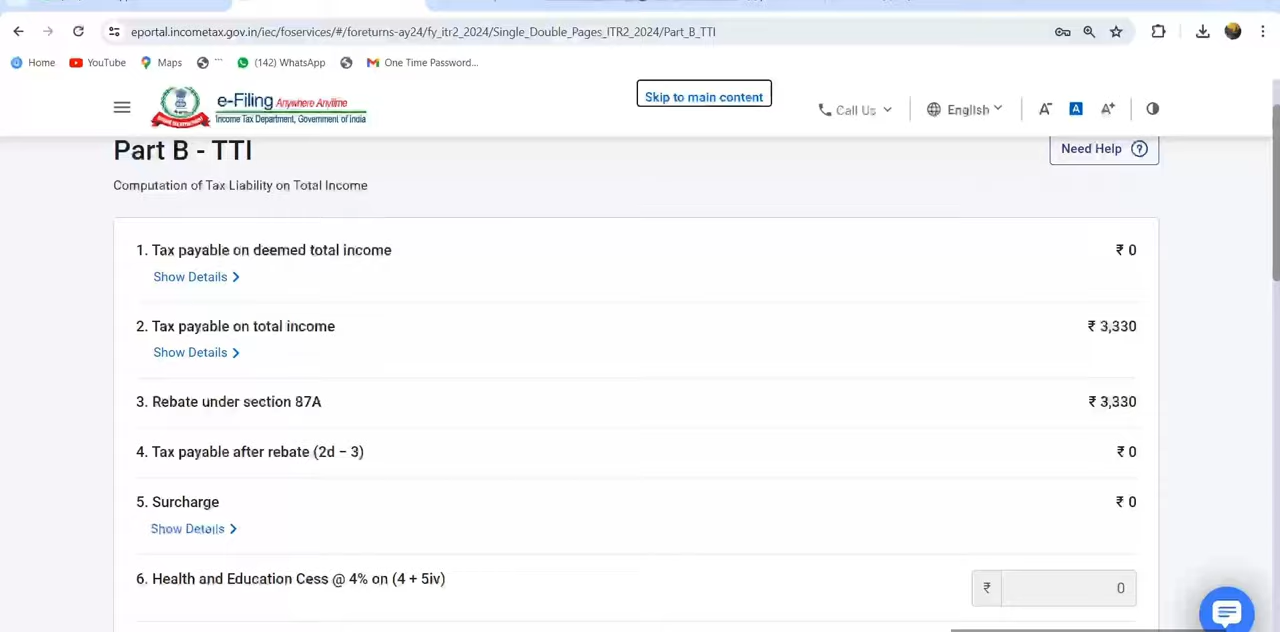 eportal.incometax.gov.in/iec/foservices/#/foreturns-ay24/fy_itr2_2024/Single_Double_Pages_ITR2_2024/Part_B_TTI
Home YouTube Maps (142) WhatsApp One Time Password...
e-Filing Anywhere Anytime
Income Tax Department, Government of India
Skip to main content
Call Us English A A A+
Part B - TTI
Need Help ?
Computation of Tax Liability on Total Income
1. Tax payable on deemed total income ₹ 0
Show Details
2. Tax payable on total income ₹ 3,330
Show Details
3. Rebate under section 87A ₹ 3,330
4. Tax payable after rebate (2d − 3) ₹ 0
5. Surcharge ₹ 0
Show Details
6. Health and Education Cess @ 4% on (4 + 5iv) ₹ 0